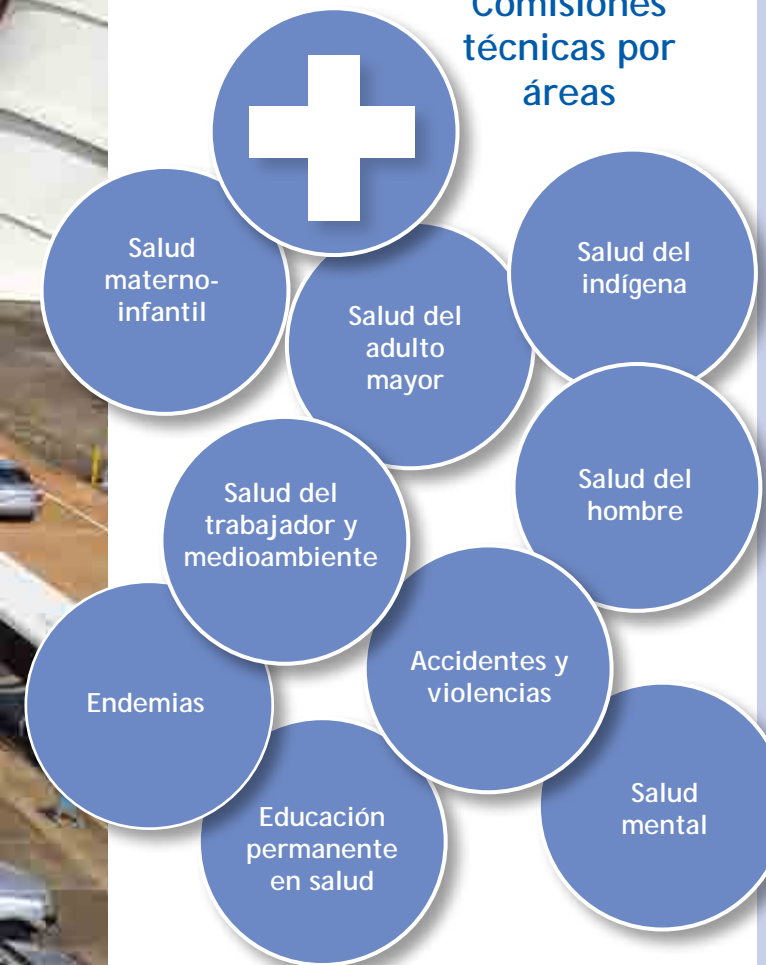 Comisiones
técnicas por
áreas
Salud
materno-
infantil
Salud del
adulto
mayor
Salud del
indígena
Salud del
trabajador y
medioambiente
Salud del
hombre
Endemias
Accidentes y
violencias
Educación
permanente
en salud
Salud
mental